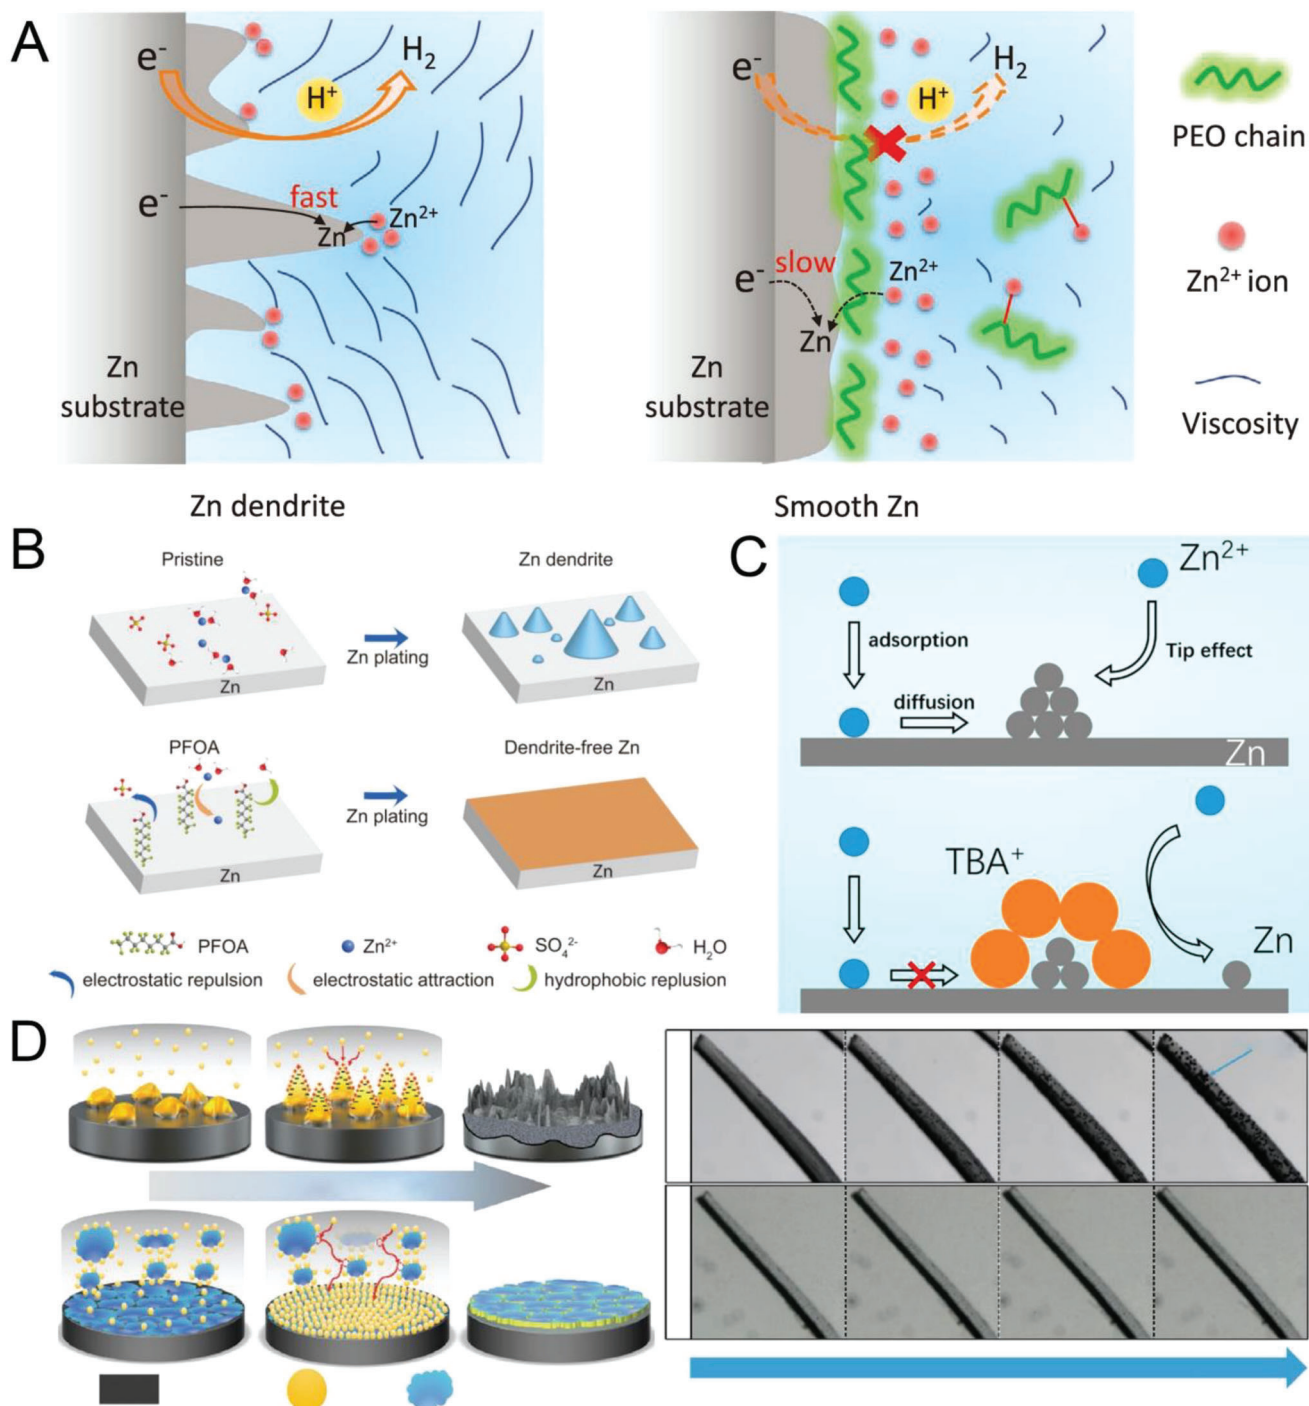 A
e⁻
H₂
H⁺
fast
e⁻
Zn
Zn²⁺
Zn
substrate
Zn dendrite
e⁻
H₂
H⁺
e⁻
slow
Zn²⁺
Zn
Zn
substrate
Smooth Zn
PEO chain
Zn²⁺ ion
Viscosity
B
Pristine
Zn
Zn plating
Zn dendrite
Zn
PFOA
Zn
Zn plating
Dendrite-free Zn
Zn
PFOA
Zn²⁺
SO₄²⁻
H₂O
electrostatic repulsion
electrostatic attraction
hydrophobic replusion
C
Zn²⁺
adsorption
Tip effect
diffusion
Zn
TBA⁺
Zn
D